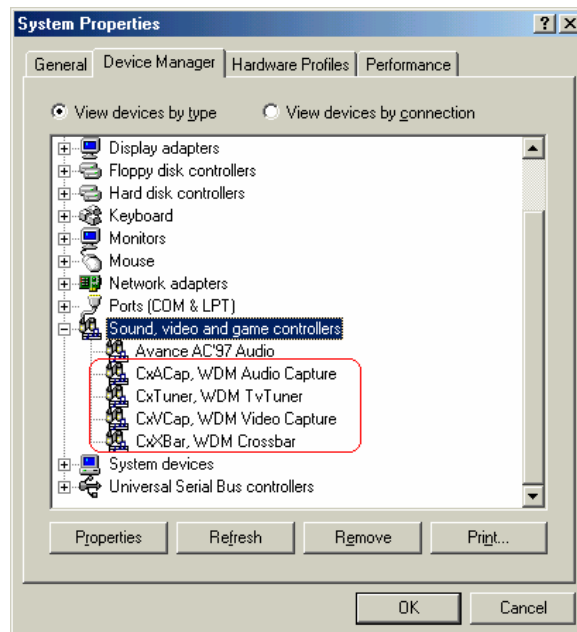 System Properties
General Device Manager Hardware Profiles Performance
View devices by type View devices by connection
Display adapters
Floppy disk controllers
Hard disk controllers
Keyboard
Monitors
Mouse
Network adapters
Ports (COM & LPT)
Sound, video and game controllers
Avance AC'97 Audio
CxACap, WDM Audio Capture
CxTuner, WDM TvTuner
CxVCap, WDM Video Capture
CxXBar, WDM Crossbar
System devices
Universal Serial Bus controllers
Properties Refresh Remove Print...
OK Cancel